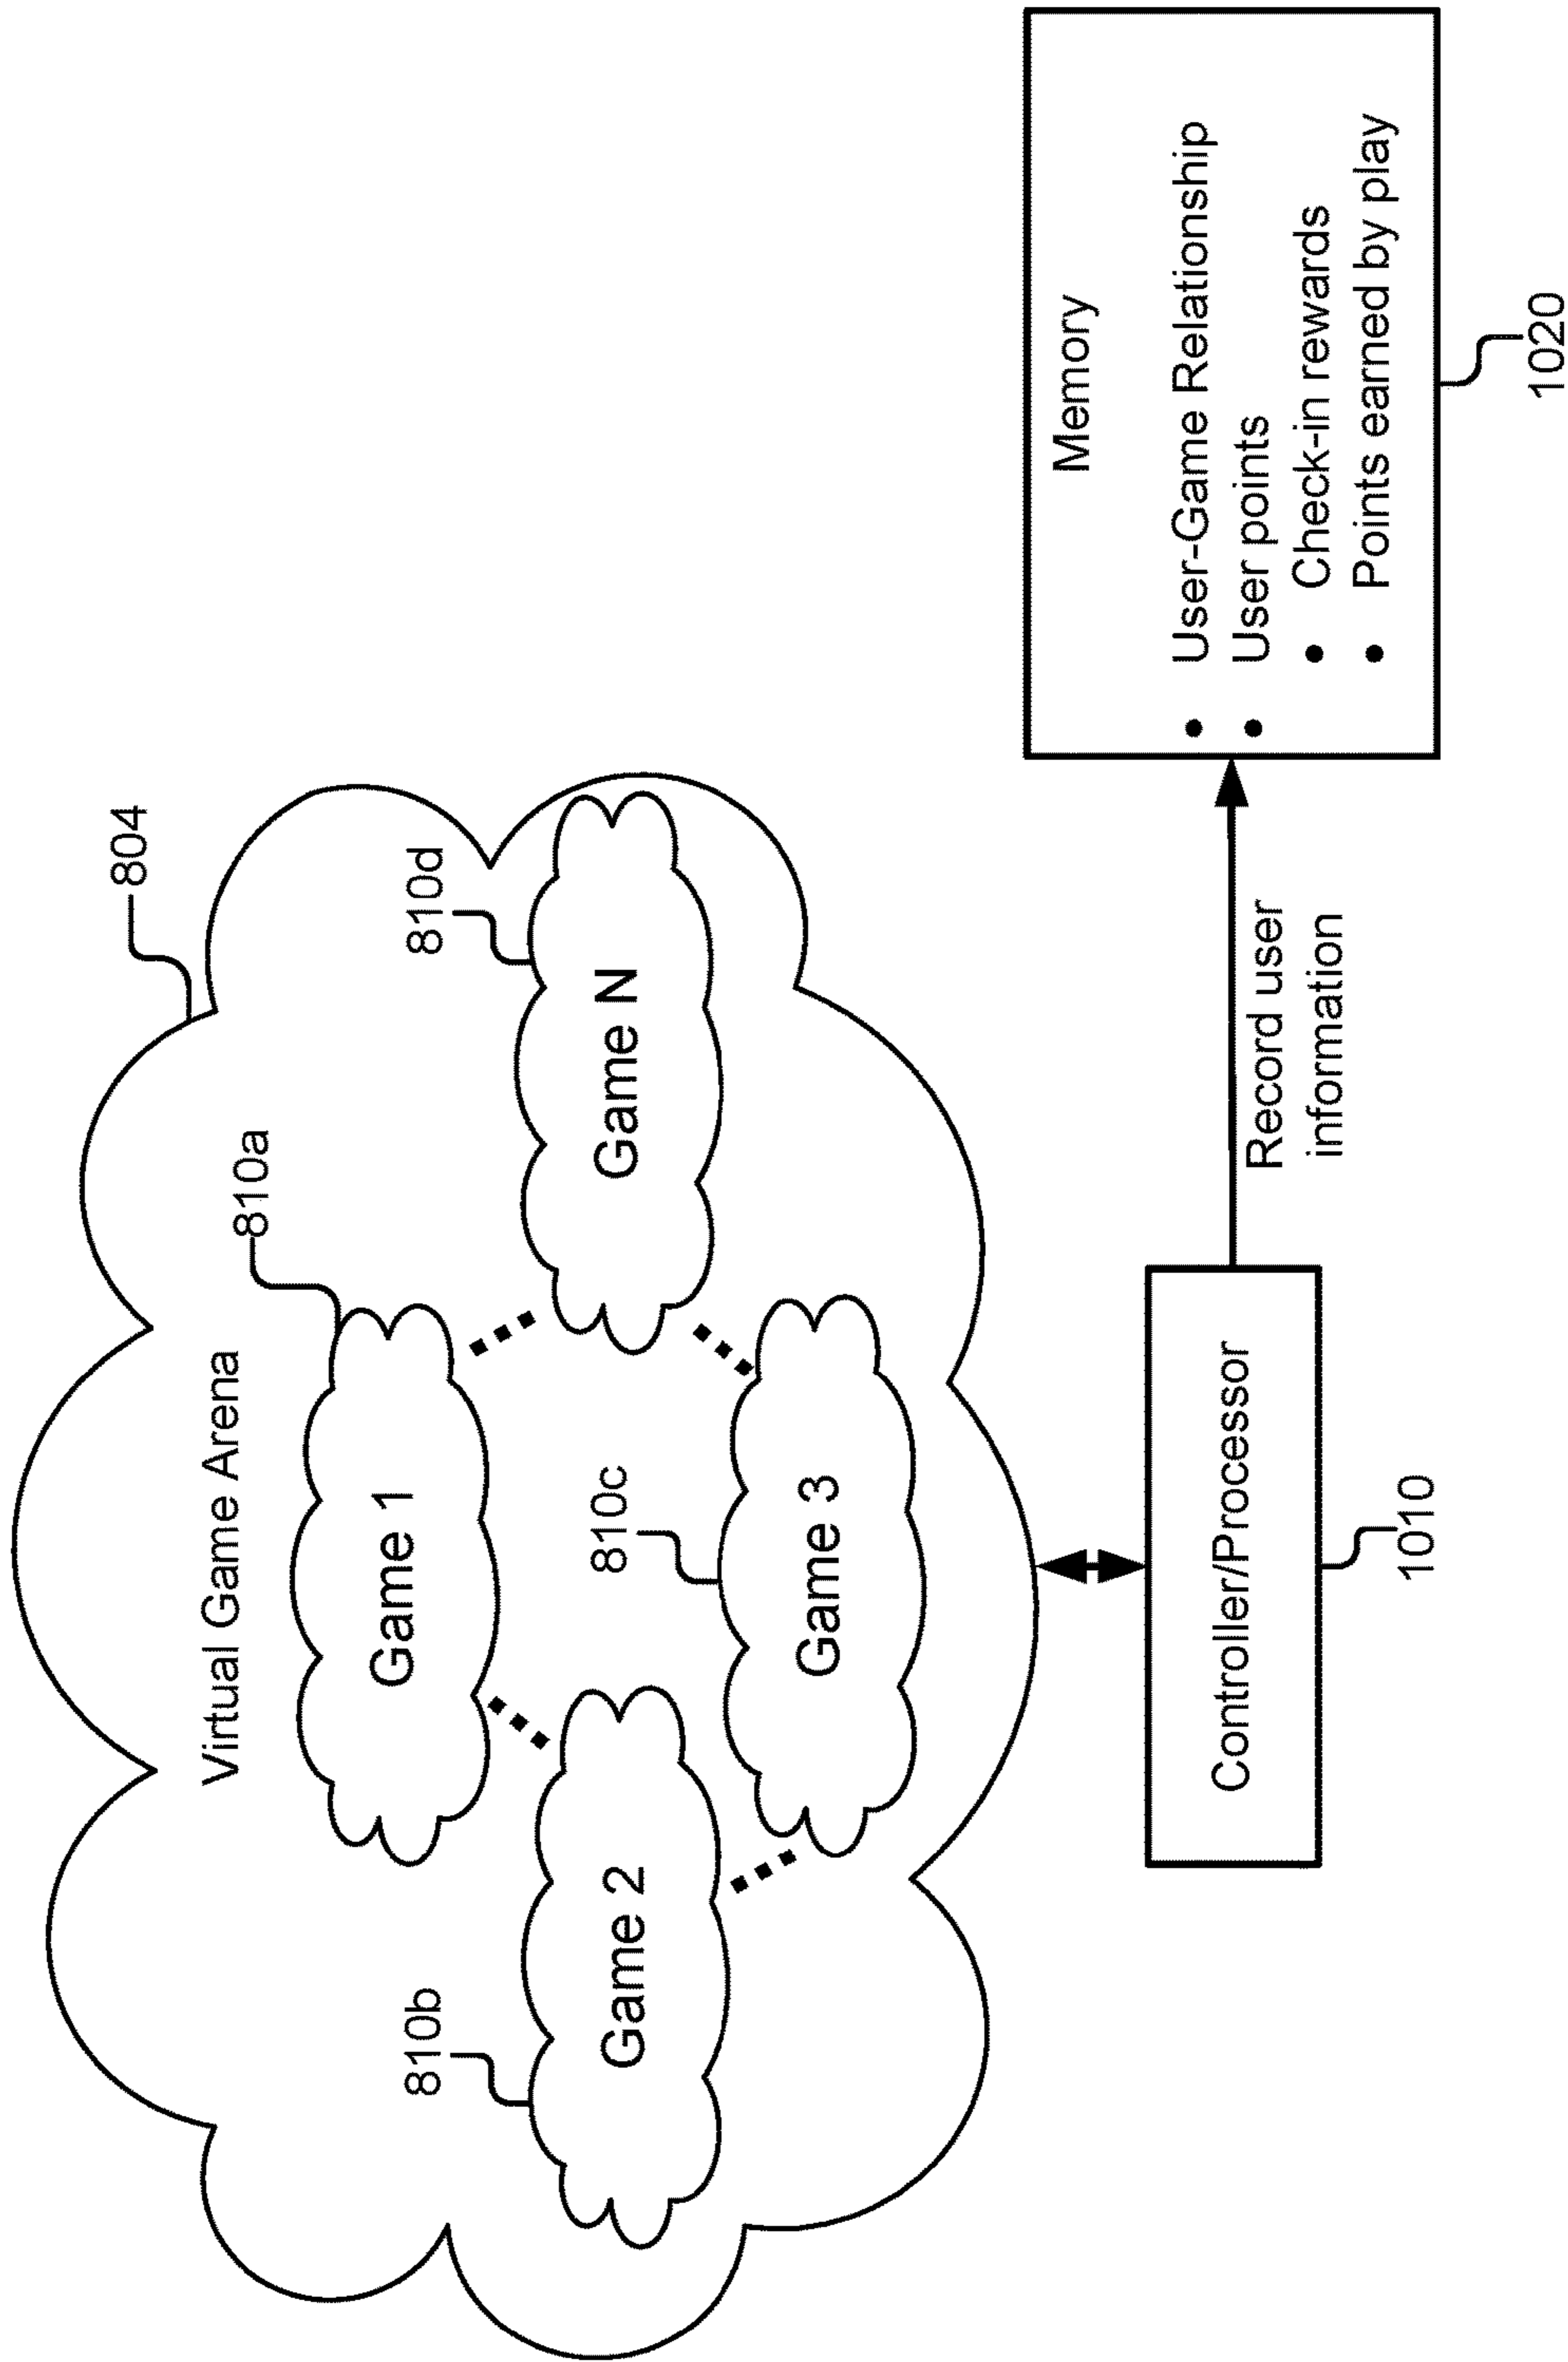 804
Virtual Game Arena
810a
Game 1
810b
810d
Game 2
Game N
810c
Game 3
Controller/Processor
1010
Record user
information
Memory
• User-Game Relationship
• User points
• Check-in rewards
• Points earned by play
1020